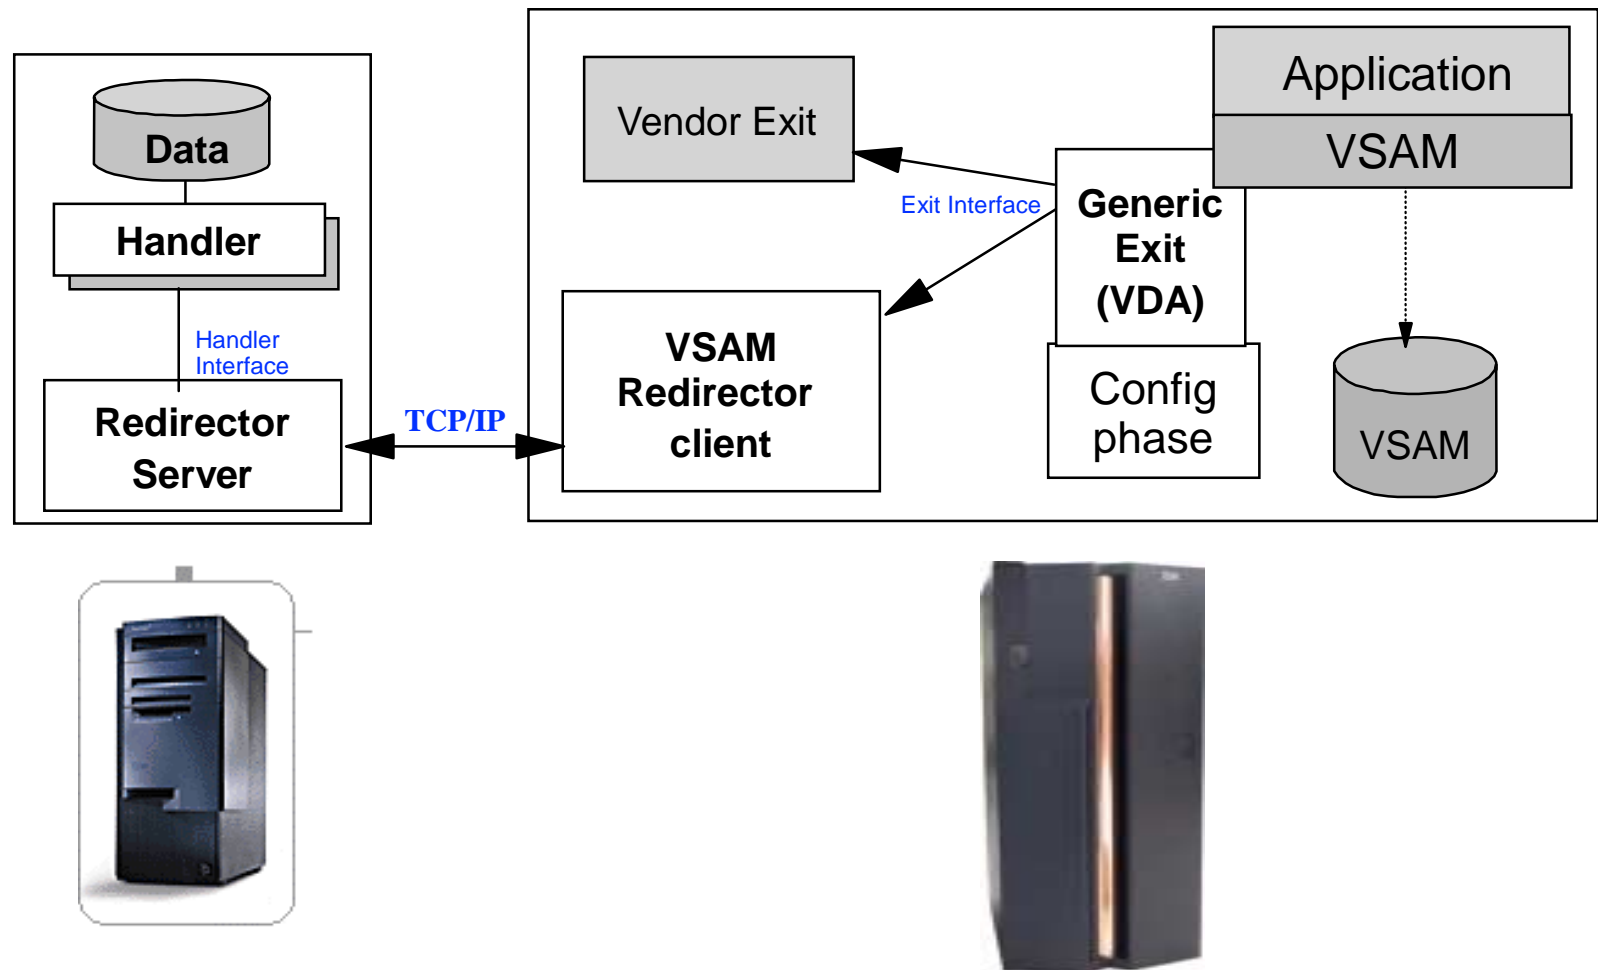 Data
Handler
Handler
Interface
Redirector
Server
TCP/IP
Vendor Exit
Exit Interface
VSAM
Redirector
client
Generic
Exit
(VDA)
Config
phase
Application
VSAM
VSAM